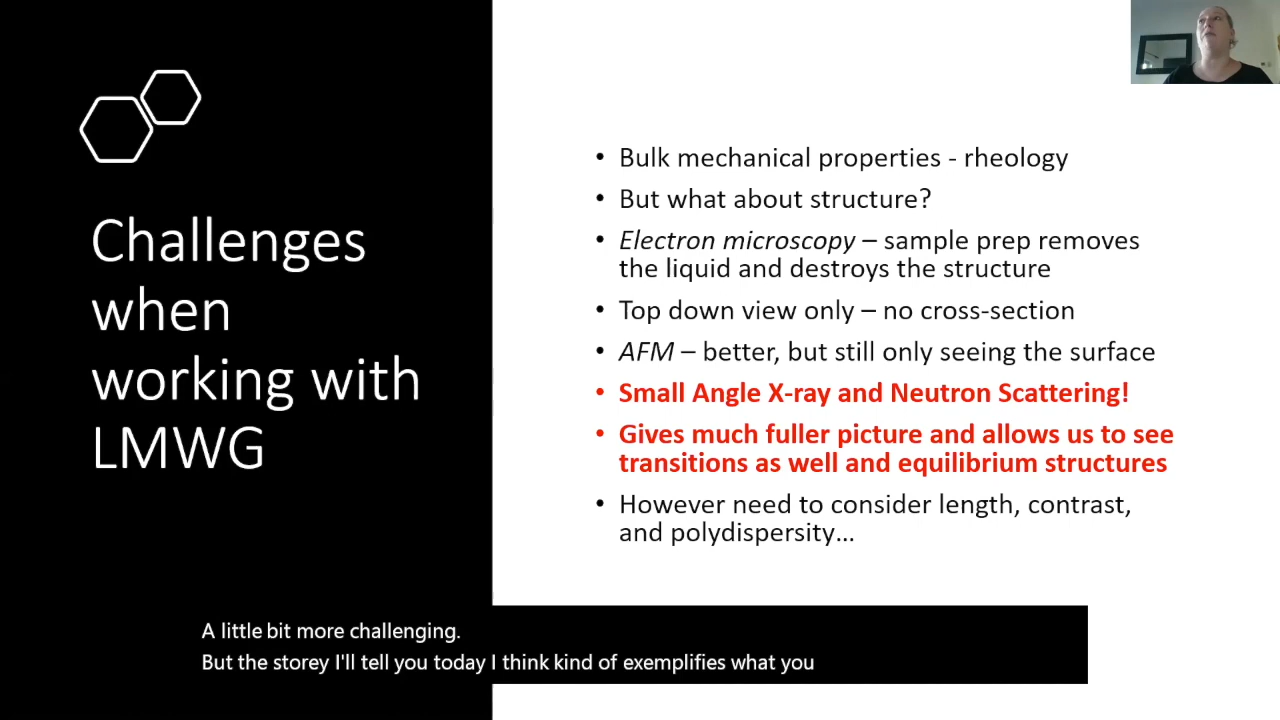 Challenges
when
working with
LMWG
• Bulk mechanical properties - rheology
• But what about structure?
• Electron microscopy – sample prep removes
the liquid and destroys the structure
• Top down view only – no cross-section
• AFM – better, but still only seeing the surface
• Small Angle X-ray and Neutron Scattering!
• Gives much fuller picture and allows us to see
transitions as well and equilibrium structures
• However need to consider length, contrast,
and polydispersity…
A little bit more challenging.
But the storey I'll tell you today I think kind of exemplifies what you